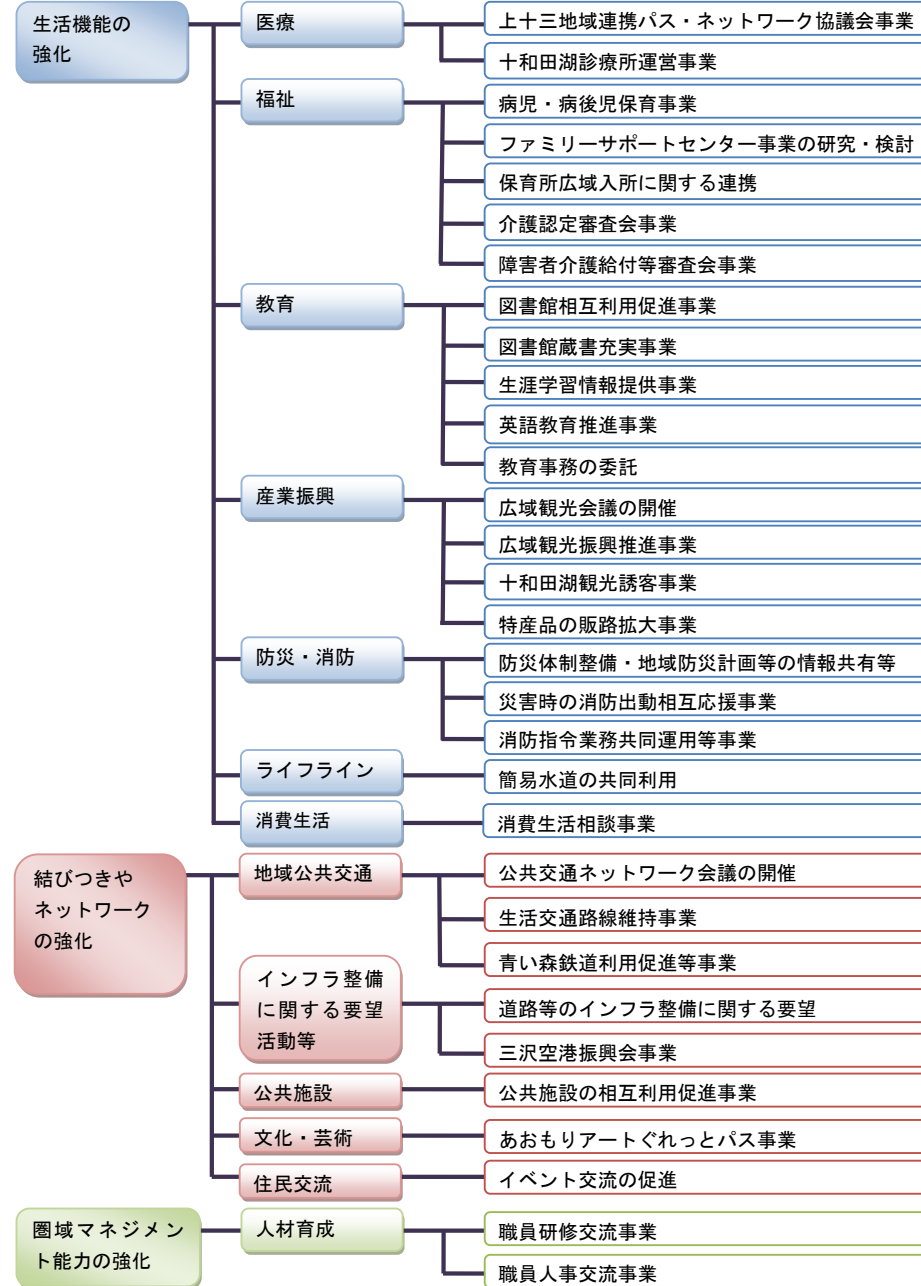 生活機能の
強化
医療
上十三地域連携パス・ネットワーク協議会事業
十和田湖診療所運営事業
福祉
病児・病後児保育事業
ファミリーサポートセンター事業の研究・検討
保育所広域入所に関する連携
介護認定審査会事業
障害者介護給付等審査会事業
教育
図書館相互利用促進事業
図書館蔵書充実事業
生涯学習情報提供事業
英語教育推進事業
教育事務の委託
産業振興
広域観光会議の開催
広域観光振興推進事業
十和田湖観光誘客事業
特産品の販路拡大事業
防災・消防
防災体制整備・地域防災計画等の情報共有等
災害時の消防出動相互応援事業
消防指令業務共同運用等事業
ライフライン
簡易水道の共同利用
消費生活
消費生活相談事業
結びつきや
ネットワーク
の強化
地域公共交通
公共交通ネットワーク会議の開催
生活交通路線維持事業
青い森鉄道利用促進等事業
インフラ整備
に関する要望
活動等
道路等のインフラ整備に関する要望
三沢空港振興会事業
公共施設
公共施設の相互利用促進事業
文化・芸術
あおもりアートぐれっとパス事業
住民交流
イベント交流の促進
圏域マネジメン
ト能力の強化
人材育成
職員研修交流事業
職員人事交流事業